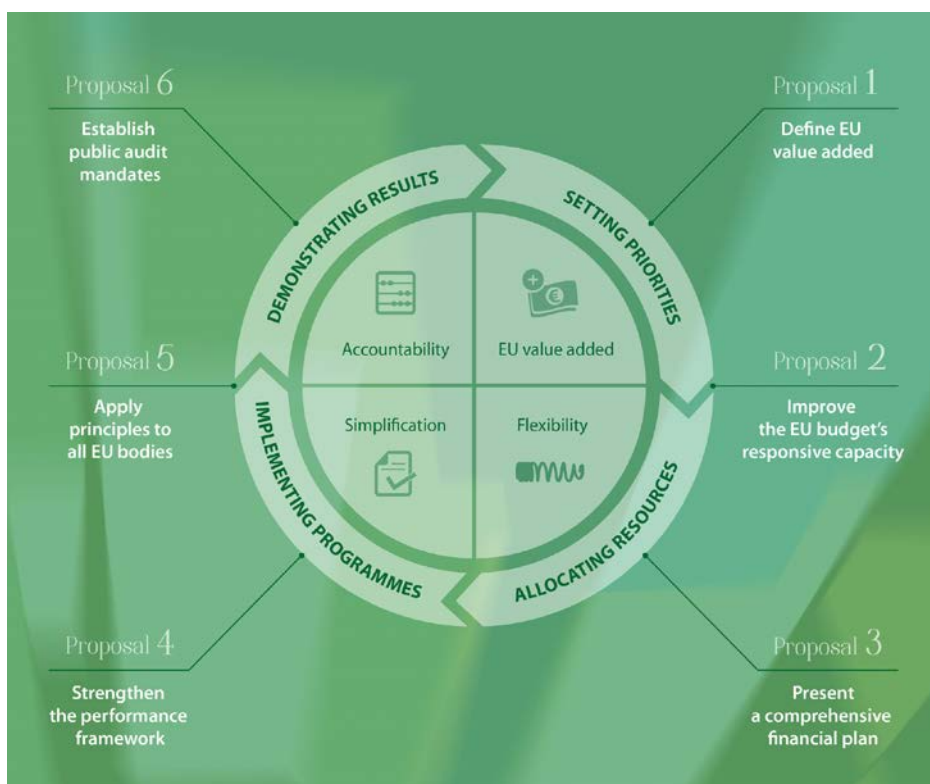 Proposal 6
Establish
public audit
mandates
Proposal 1
Define EU
value added
DEMONSTRATING RESULTS
SETTING PRIORITIES
Accountability
EU value added
Proposal 5
Apply
principles to
all EU bodies
Proposal 2
Improve
the EU budget's
responsive capacity
Simplification
Flexibility
IMPLEMENTING PROGRAMMES
ALLOCATING RESOURCES
Proposal 4
Strengthen
the performance
framework
Proposal 3
Present
a comprehensive
financial plan